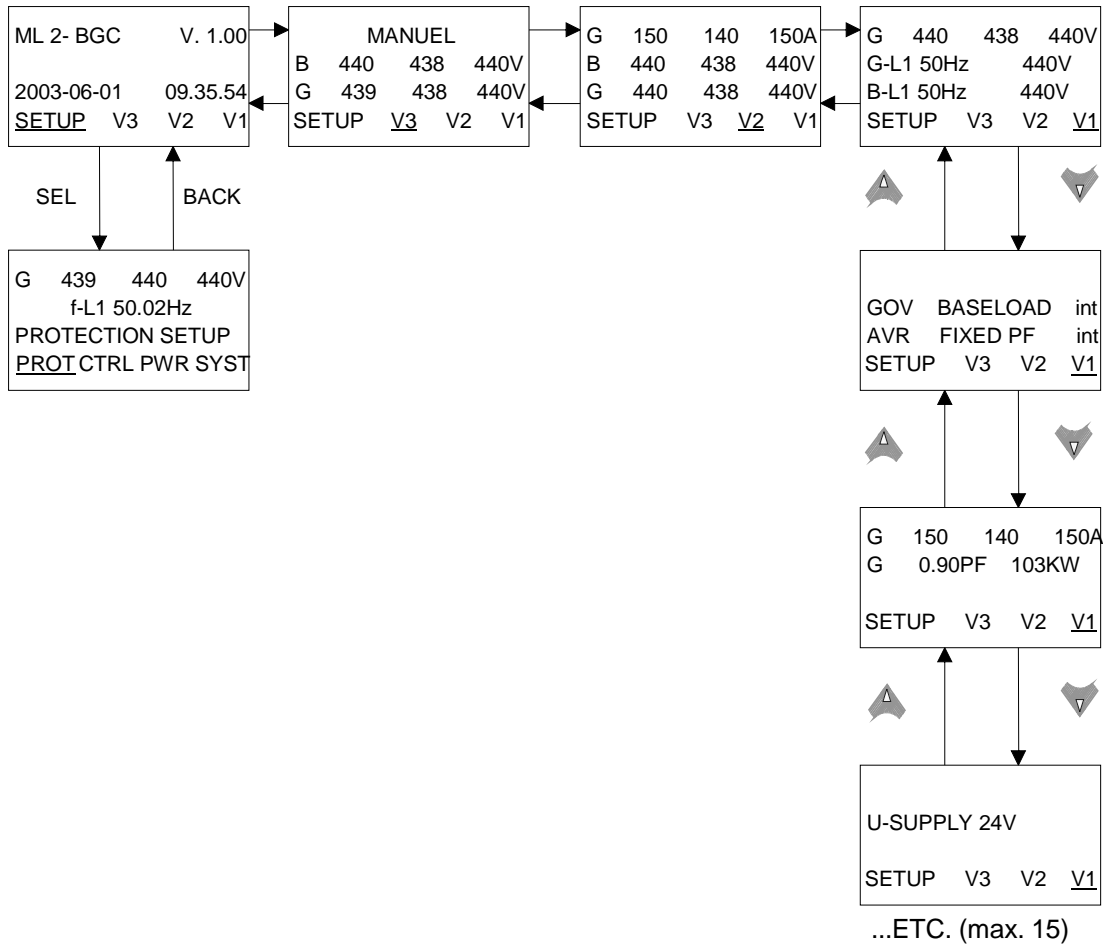 ML 2- BGC V. 1.00
2003-06-01 09.35.54
SETUP V3 V2 V1
MANUEL
B 440 438 440V
G 439 438 440V
SETUP V3 V2 V1
G 150 140 150A
B 440 438 440V
G 440 438 440V
SETUP V3 V2 V1
G 440 438 440V
G-L1 50Hz 440V
B-L1 50Hz 440V
SETUP V3 V2 V1
SEL BACK
G 439 440 440V
f-L1 50.02Hz
PROTECTION SETUP
PROT CTRL PWR SYST
GOV BASELOAD int
AVR FIXED PF int
SETUP V3 V2 V1
G 150 140 150A
G 0.90PF 103KW
SETUP V3 V2 V1
U-SUPPLY 24V
SETUP V3 V2 V1
...ETC. (max. 15)